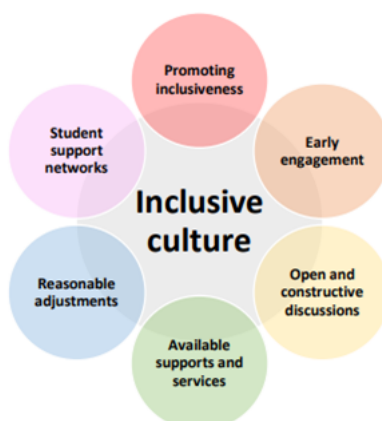 Promoting
inclusiveness
Early
engagement
Open and
constructive
discussions
Available
supports and
services
Reasonable
adjustments
Student
support
networks
Inclusive
culture